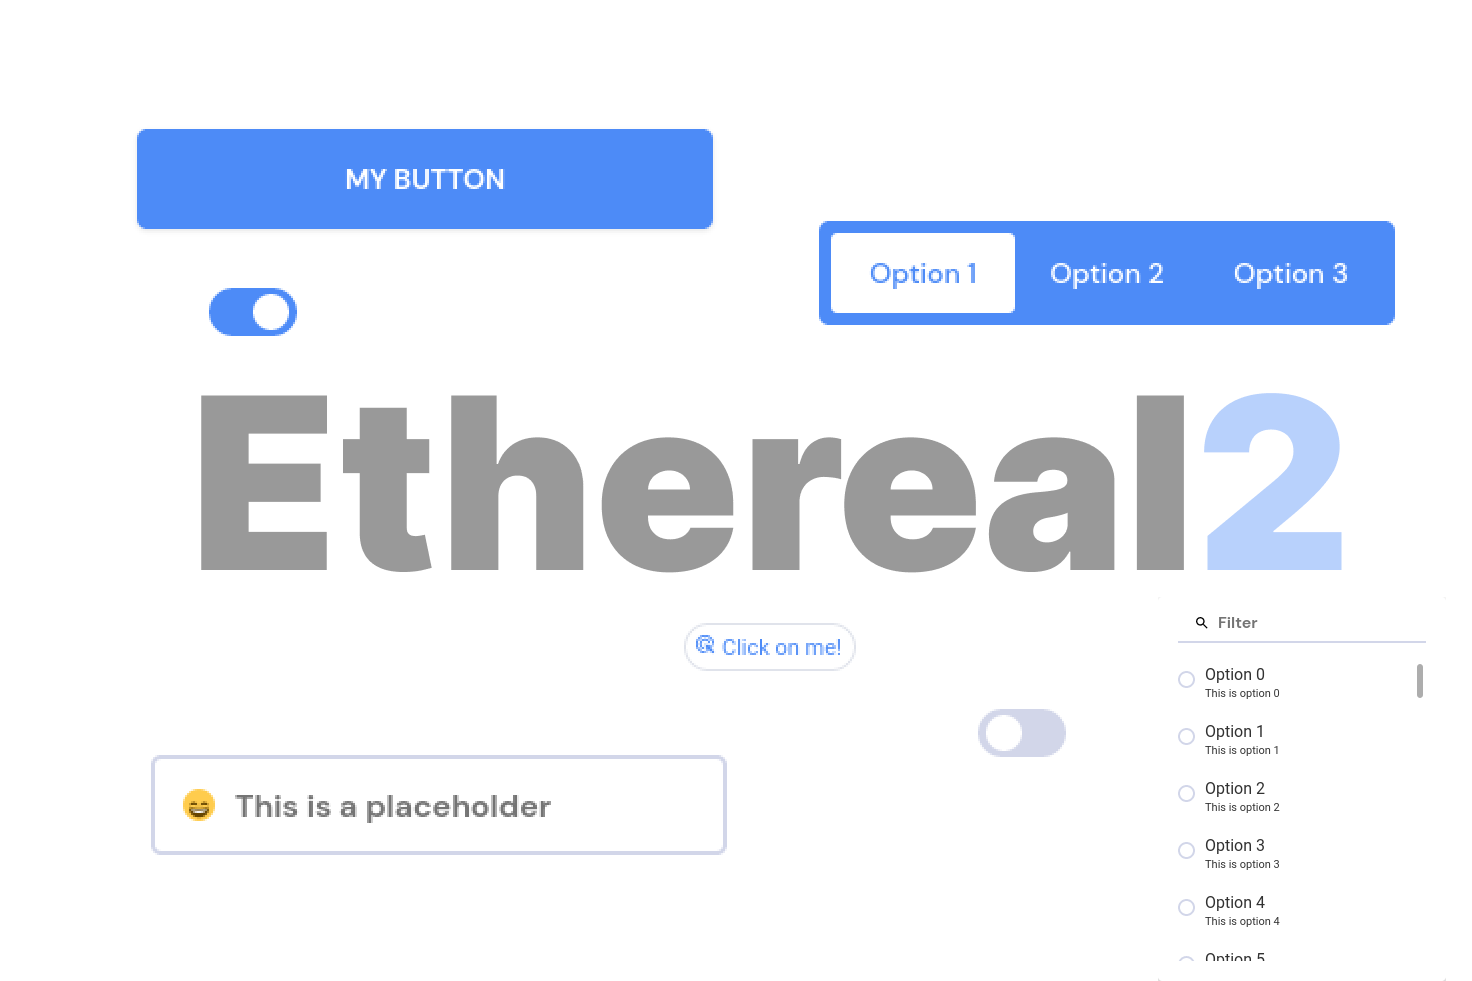 MY BUTTON
Option 1
Option 2
Option 3
Ethereal2
Click on me!
This is a placeholder
Filter
Option 0
This is option 0
Option 1
This is option 1
Option 2
This is option 2
Option 3
This is option 3
Option 4
This is option 4
Option 5